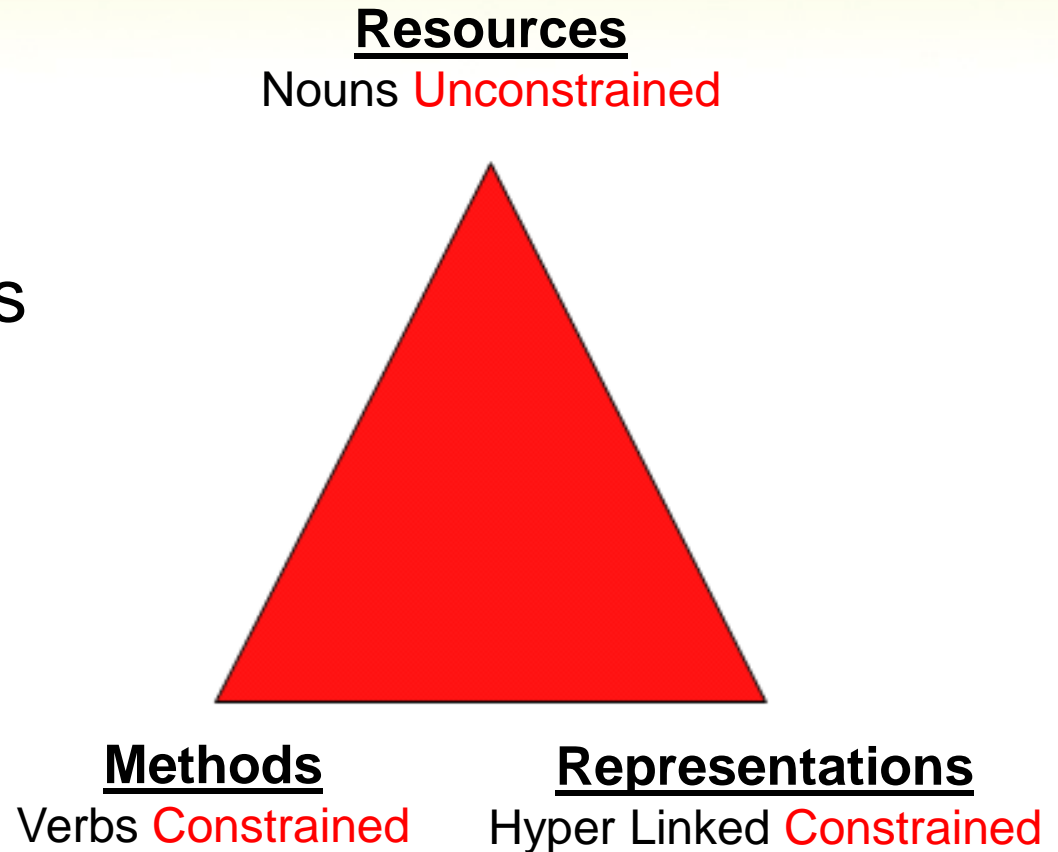 Resources
Nouns Unconstrained
s
Methods
Verbs Constrained
Representations
Hyper Linked Constrained